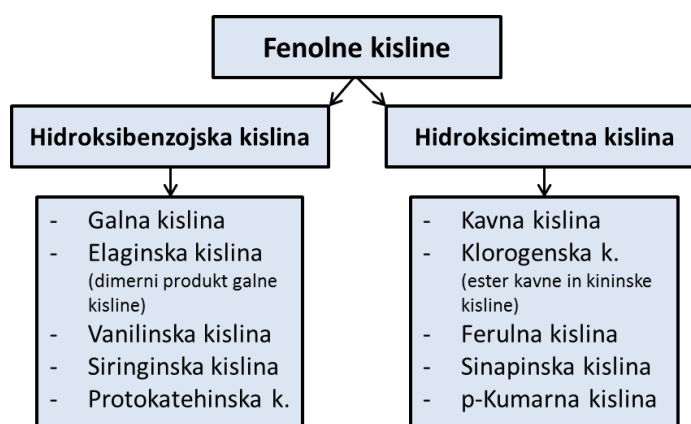 Fenolne kisline
Hidroksibenzojska kislina
Hidroksicimetna kislina
- Galna kislina
- Elaginska kislina
(dimerni produkt galne
kisline)
- Vanilinska kislina
- Siringinska kislina
- Protokatehinska k.
- Kavna kislina
- Klorogenska k.
(ester kavne in kininske
kisline)
- Ferulna kislina
- Sinapinska kislina
- p-Kumarna kislina